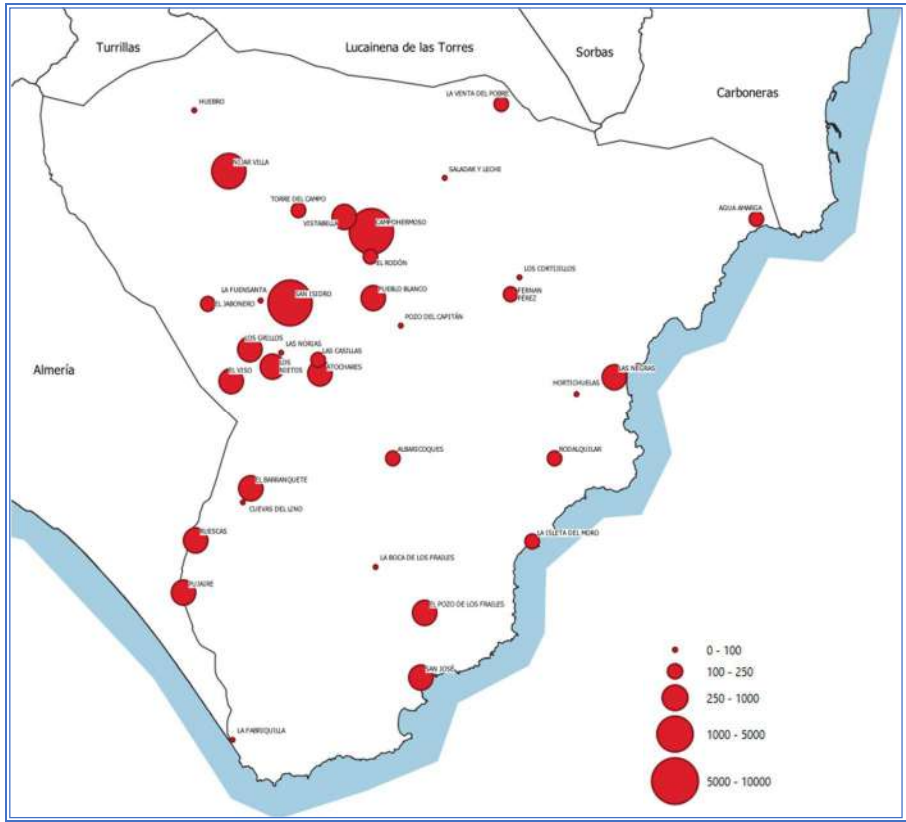 Turrillas
Lucainena de las Torres
Sorbas
Carboneras
LA VENTA DEL POBRE
HUEBRO
NIJAR VILLA
SALADAR Y LECHE
TORRE DEL CAMPO
VISTABELLA
CAMPOHERMOSO
AGUA AMARGA
EL RODÓN
LOS CORTIJILLOS
LA FUENSANTA
SAN ISIDRO
PUEBLO BLANCO
FERNAN
PÉREZ
EL JABONERO
POZO DEL CAPITÁN
LOS GRILLOS
LAS NORIAS
LAS CASILLAS
LOS
NIETOS
ATOCHARES
EL VISO
Almería
LAS NEGRAS
HORTICHUELAS
ALBARICOQUES
RODALQUILAR
EL BARRANQUETE
CUEVAS DEL UZNO
RUESCAS
LA ISLETA DEL MORO
LA BOCA DE LOS FRAILES
PUJAIRE
EL POZO DE LOS FRAILES
SAN JOSÉ
LA FABRIQUILLA
0 - 100
100 - 250
250 - 1000
1000 - 5000
5000 - 10000